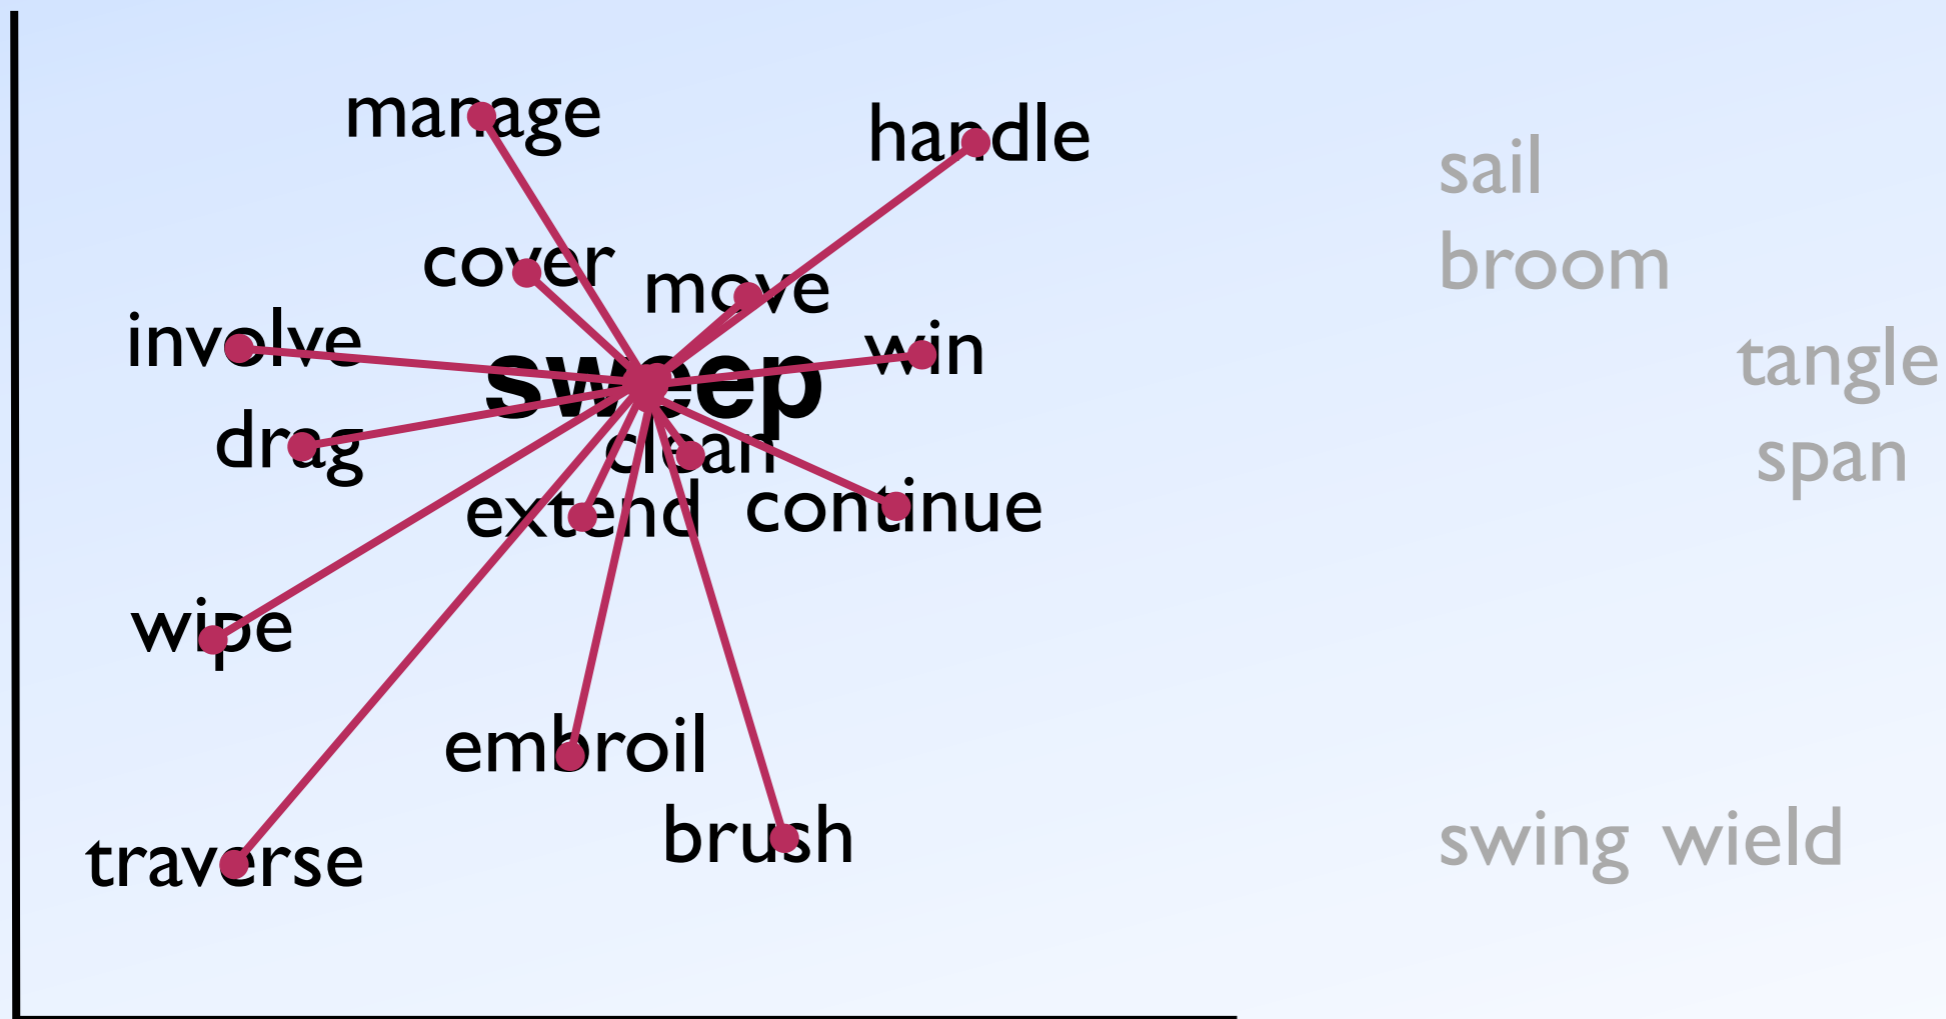 manage
handle
sail
cover
move
broom
involve
win
sweep
tangle
drag
clean
span
extend
continue
wipe
embroil
brush
swing wield
traverse